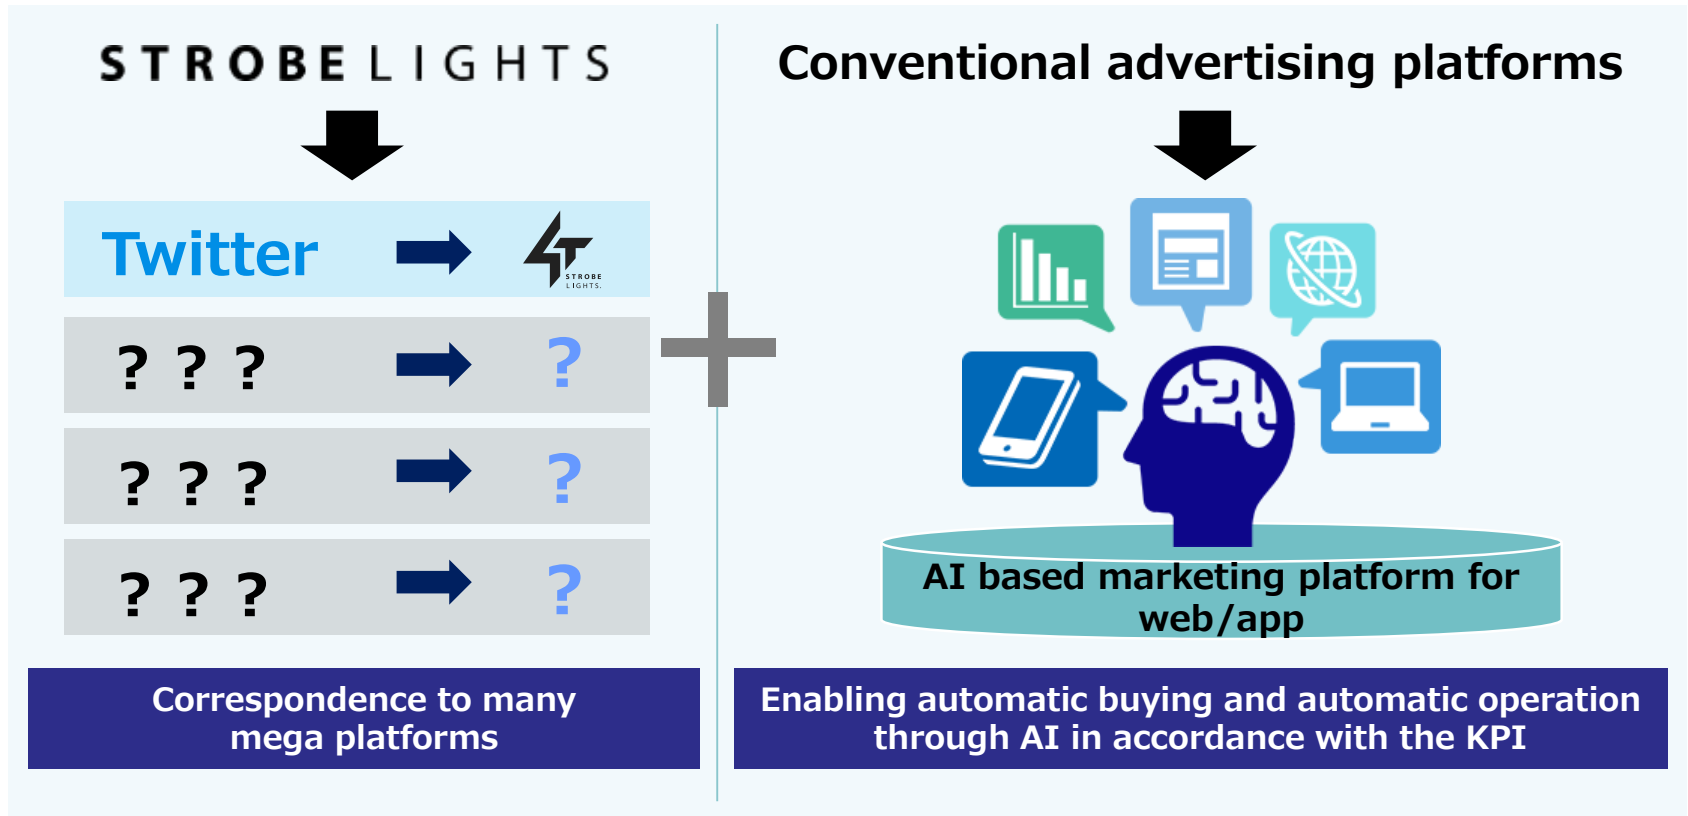 STROBELIGHTS
Twitter
STROBE
LIGHTS.
? ? ?
?
? ? ?
?
? ? ?
?
Correspondence to many
mega platforms
Conventional advertising platforms
AI based marketing platform for
web/app
Enabling automatic buying and automatic operation
through AI in accordance with the KPI